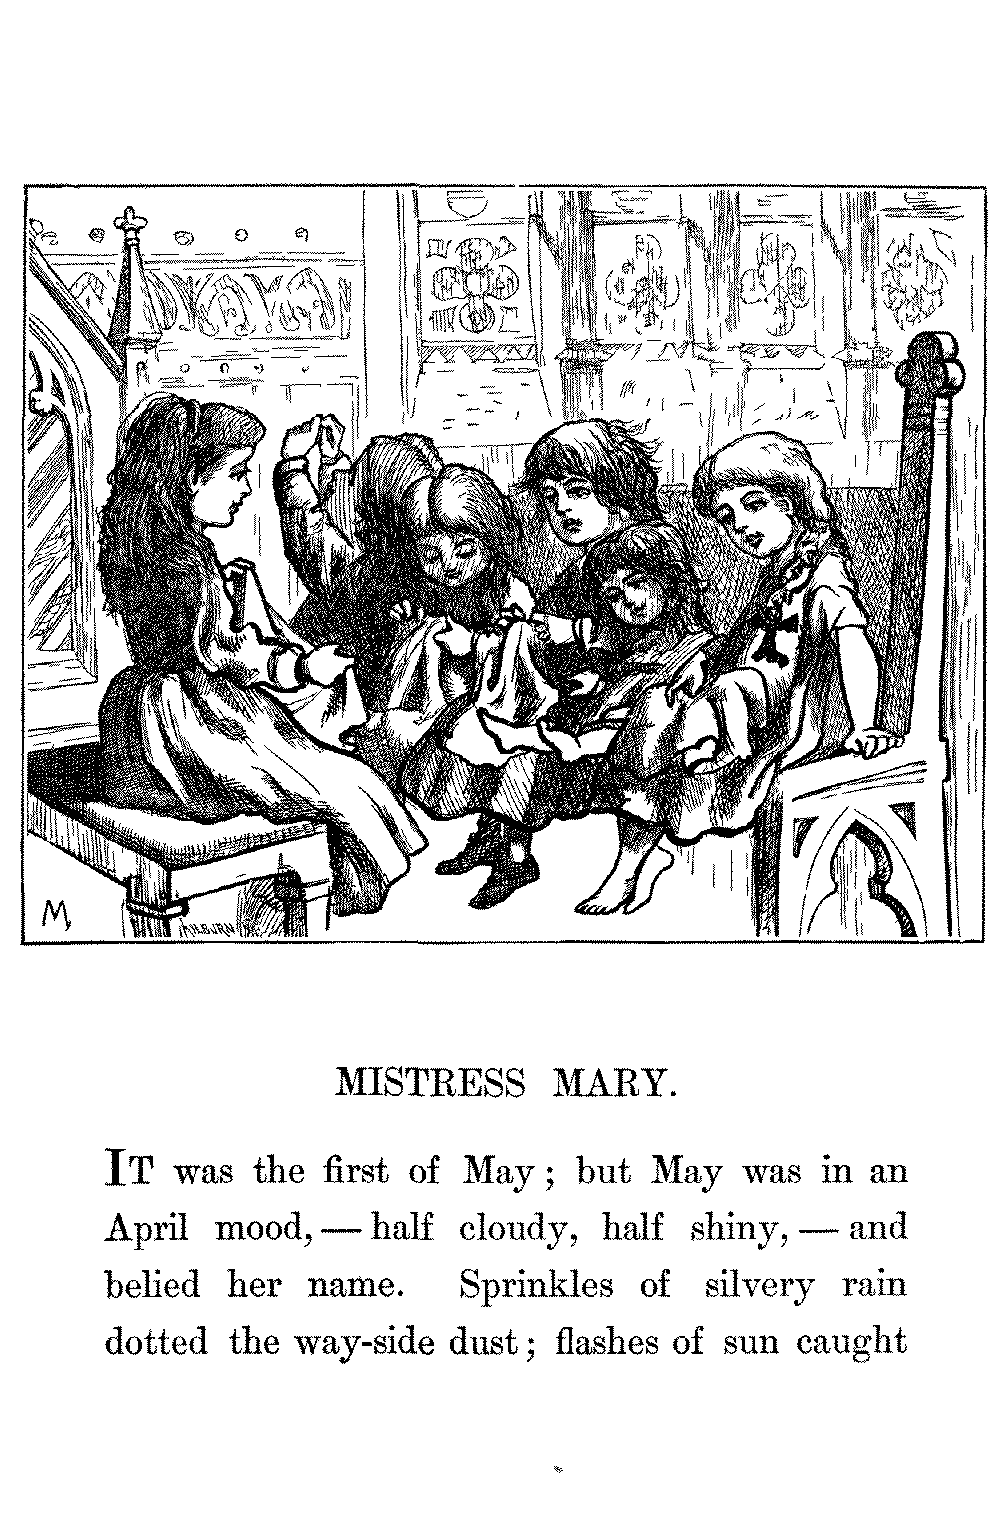 M,
MILBURN
MISTRESS MARY.
IT was the first of May; but May was in an
April mood,—half cloudy, half shiny,—and
belied her name. Sprinkles of silvery rain
dotted the way-side dust; flashes of sun caught